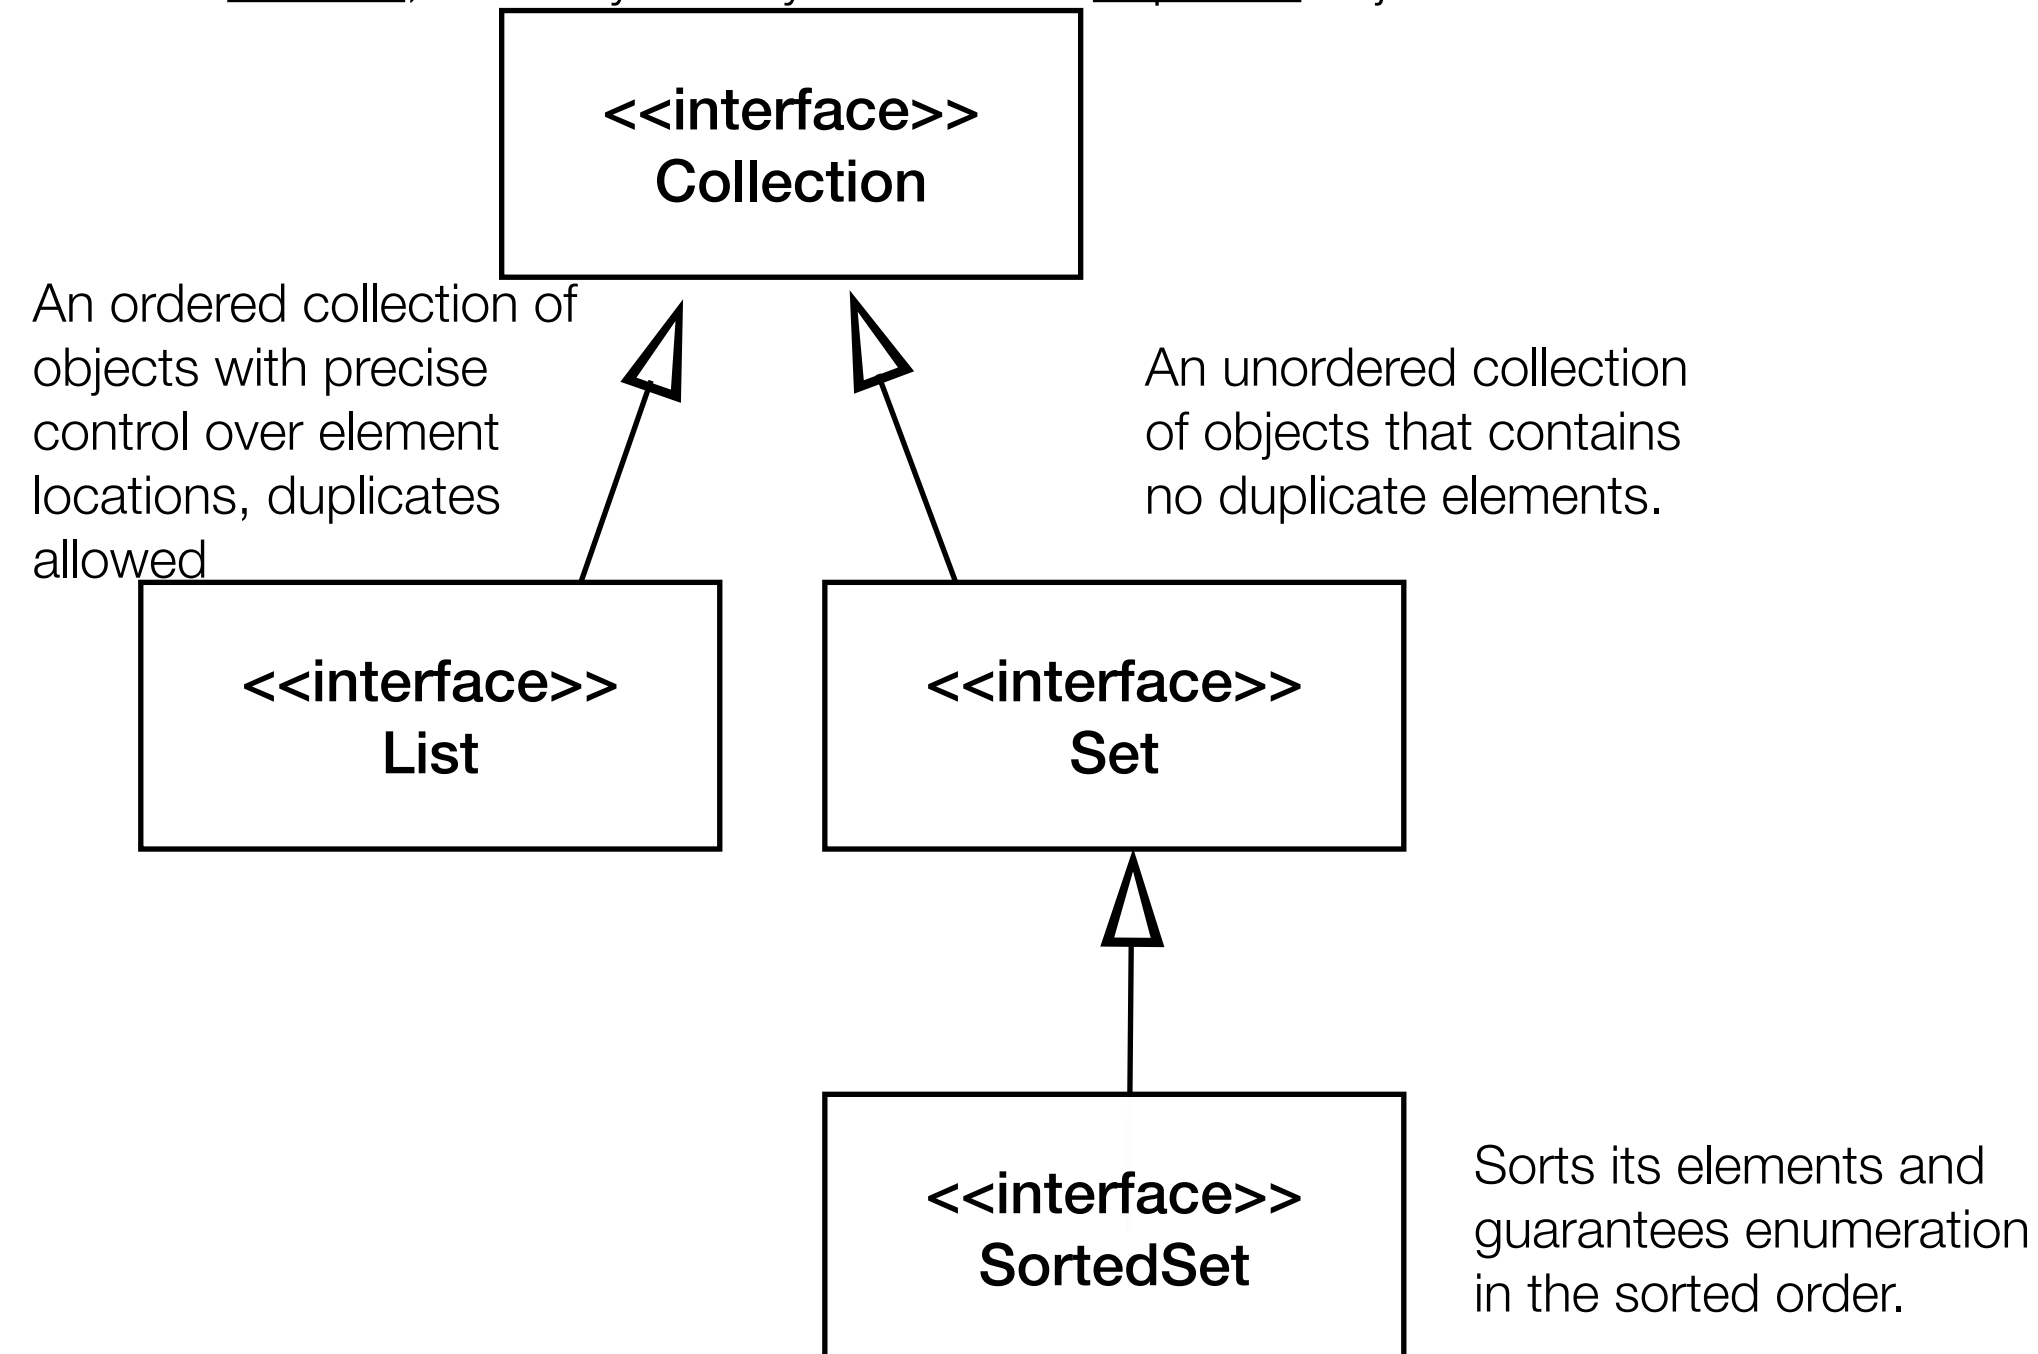 <<interface>>
Collection
An ordered collection of
objects with precise
control over element
locations, duplicates
allowed
An unordered collection
of objects that contains
no duplicate elements.
<<interface>>
List
<<interface>>
Set
<<interface>>
SortedSet
Sorts its elements and
guarantees enumeration
in the sorted order.